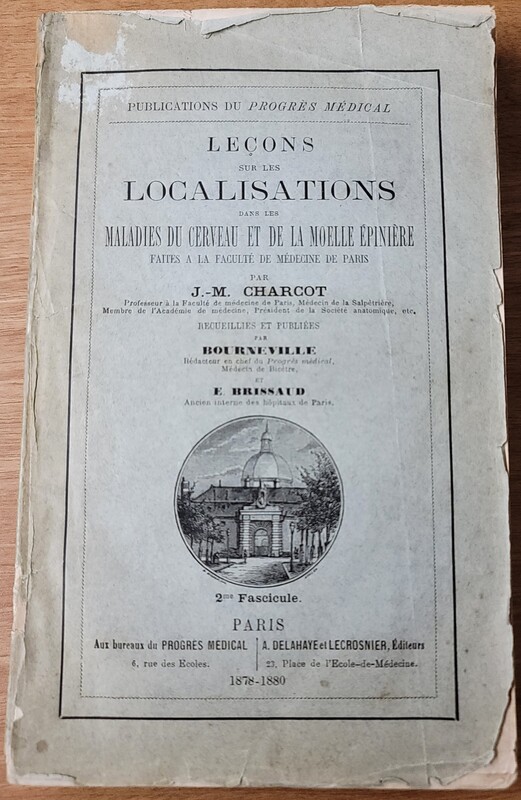 PUBLICATIONS DU PROGRÈS MÉDICAL
LEÇONS
SUR LES
LOCALISATIONS
DANS LES
MALADIES DU CERVEAU ET DE LA MOELLE ÉPINIÈRE
FAITES A LA FACULTÉ DE MÉDECINE DE PARIS
PAR
J.-M. CHARCOT
Professeur à la Faculté de médecine de Paris, Médecin de la Salpêtrière,
Membre de l'Académie de médecine, Président de la Société anatomique, etc.
RECUEILLIES ET PUBLIÉES
PAR
BOURNEVILLE
Rédacteur en chef du Progrès médical,
Médecin de Bicêtre,
ET
E. BRISSAUD
Ancien interne des hôpitaux de Paris.
2me Fascicule.
PARIS
Aux bureaux du PROGRÈS MÉDICAL
6, rue des Ecoles.
A. DELAHAYE et LECROSNIER, Éditeurs
23, Place de l'Ecole-de-Médecine.
1878-1880